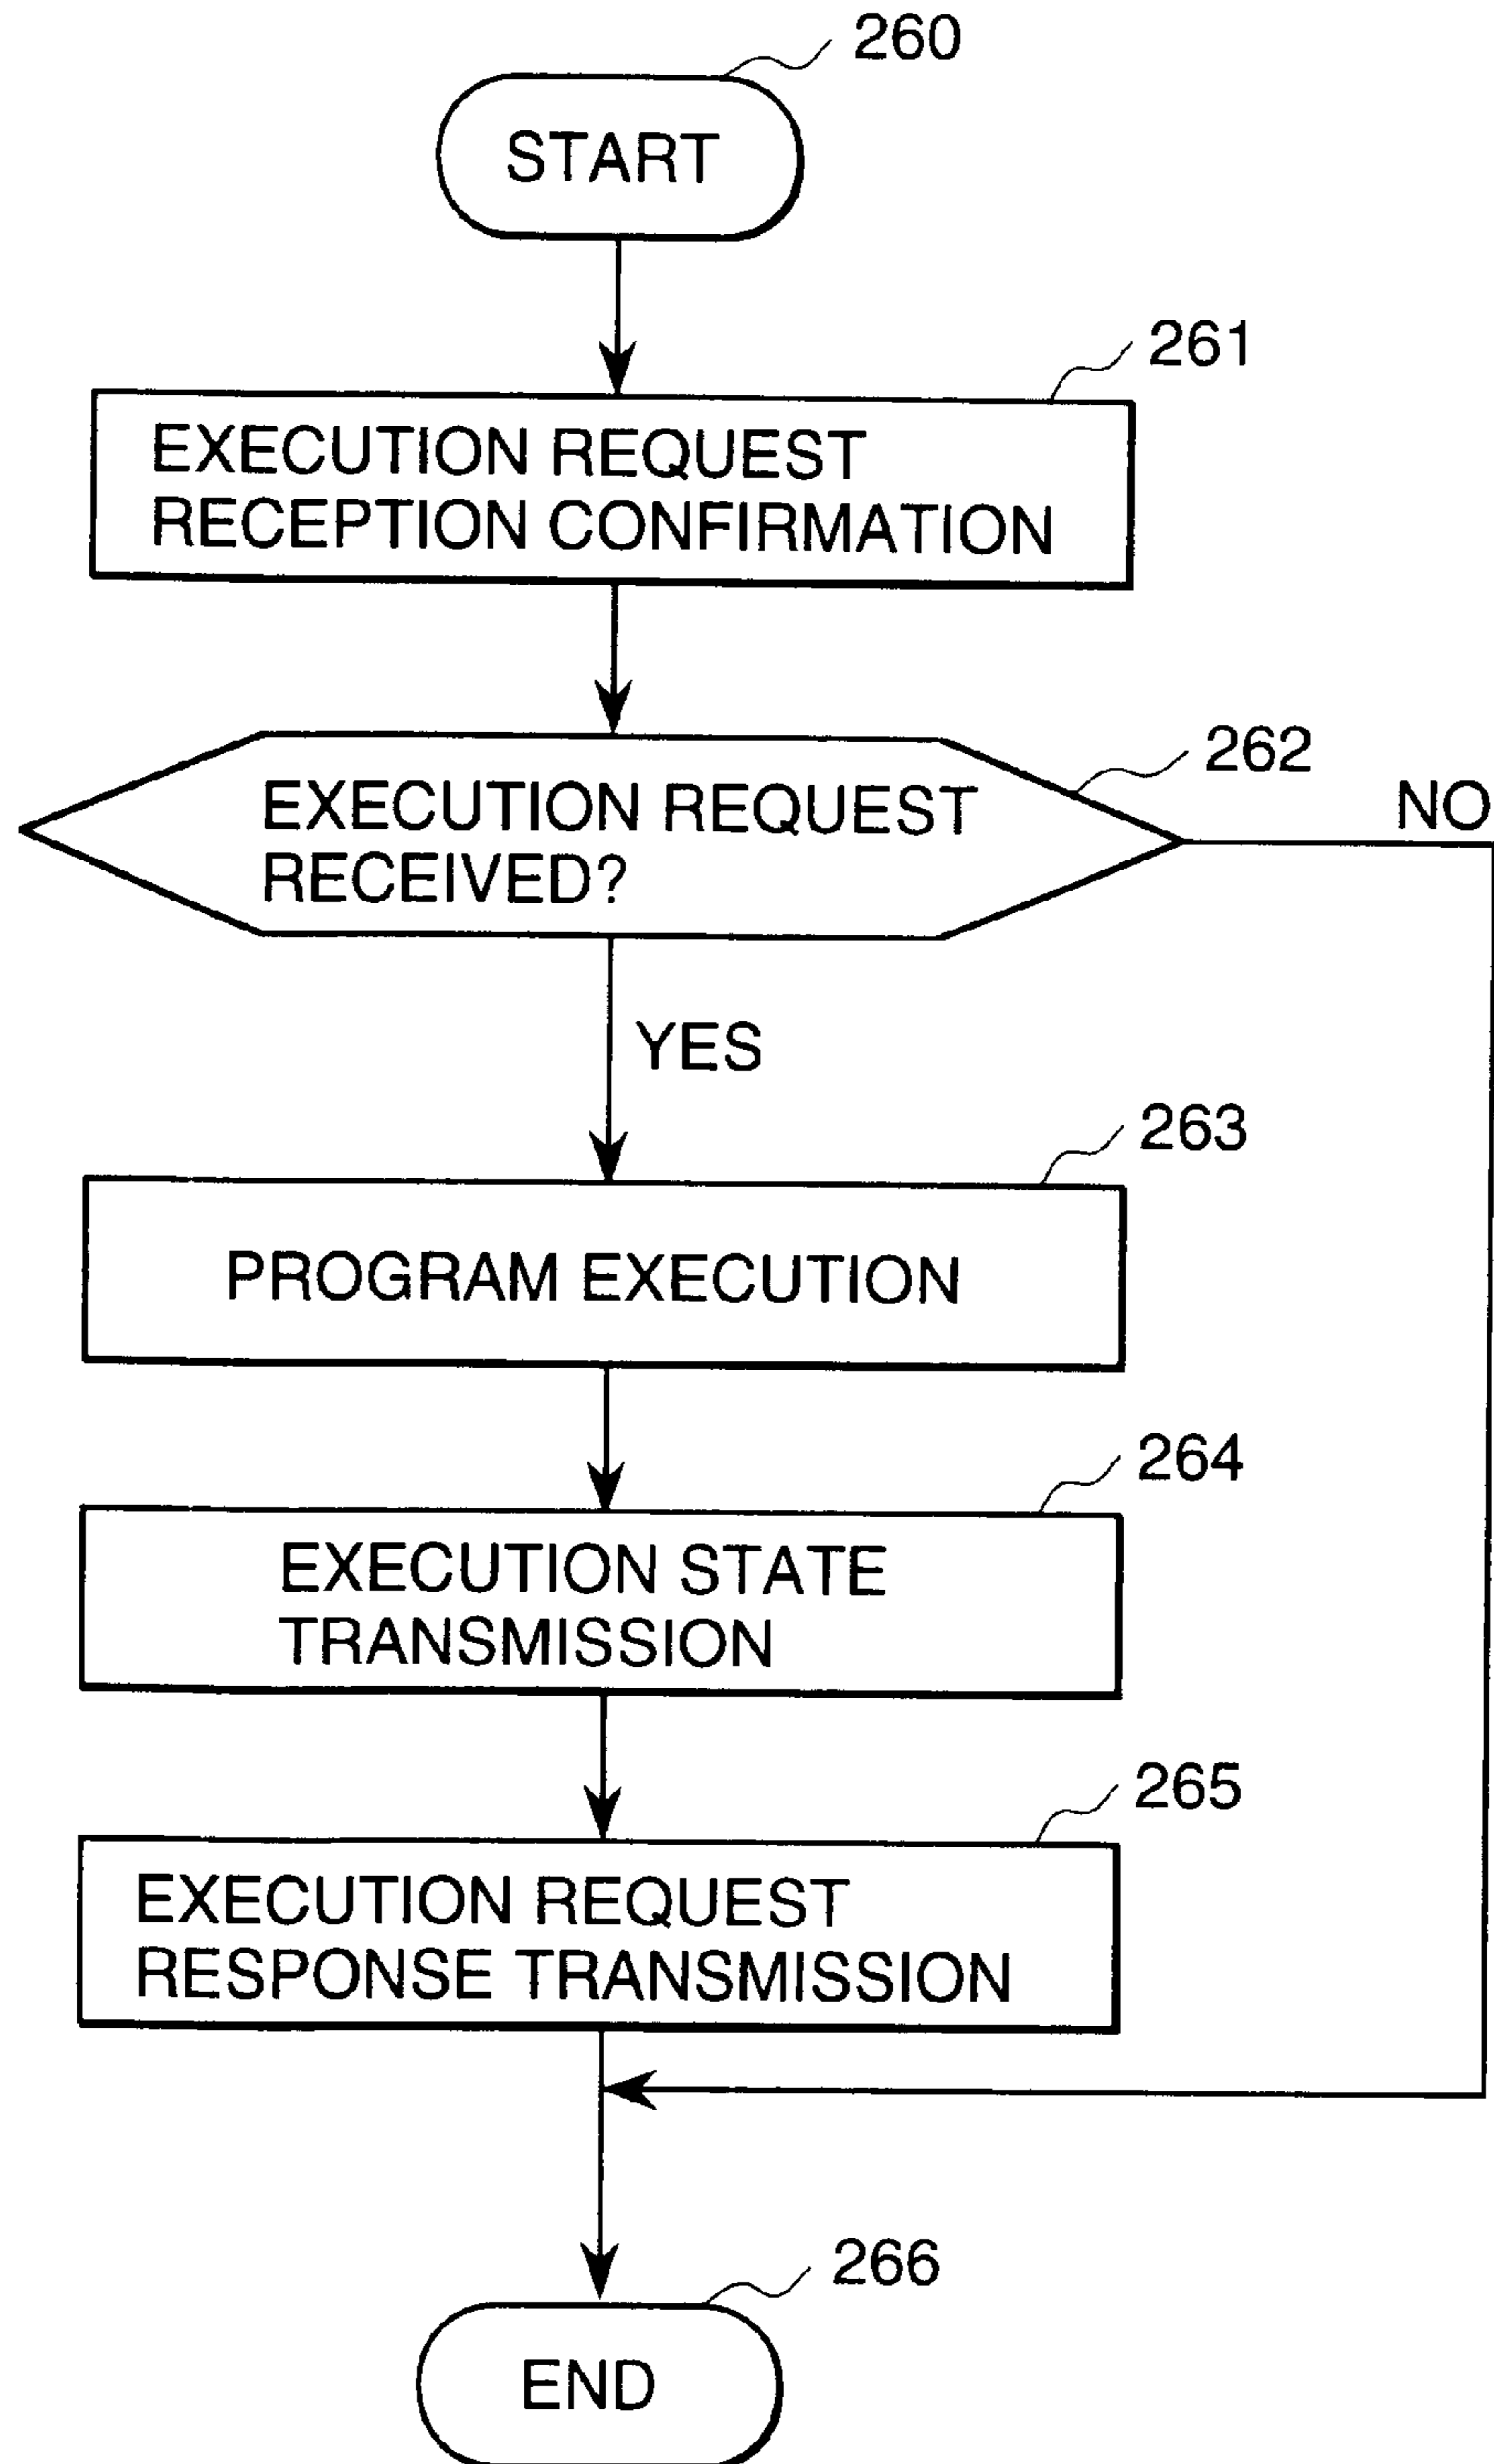 260
START
261
EXECUTION REQUEST
RECEPTION CONFIRMATION
262
EXECUTION REQUEST
RECEIVED?
NO
YES
263
PROGRAM EXECUTION
264
EXECUTION STATE
TRANSMISSION
265
EXECUTION REQUEST
RESPONSE TRANSMISSION
266
END